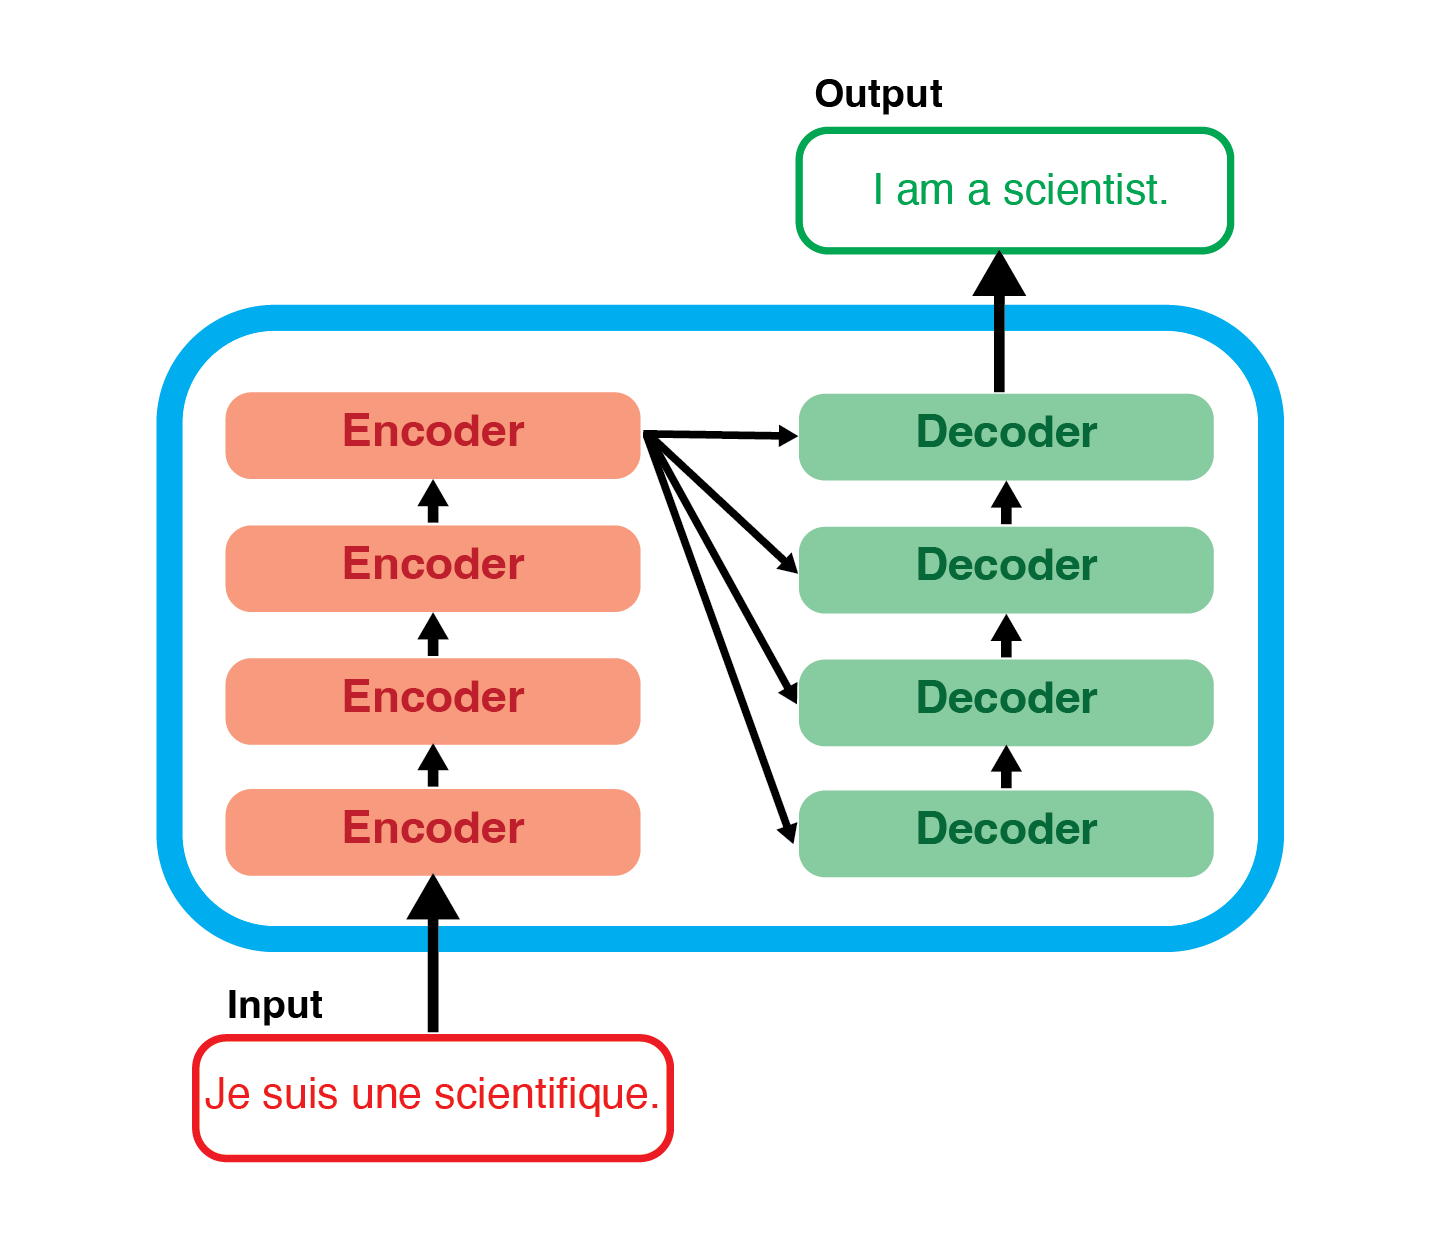 Output
I am a scientist.
Encoder
Decoder
Encoder
Decoder
Encoder
Decoder
Encoder
Decoder
Input
Je suis une scientifique.